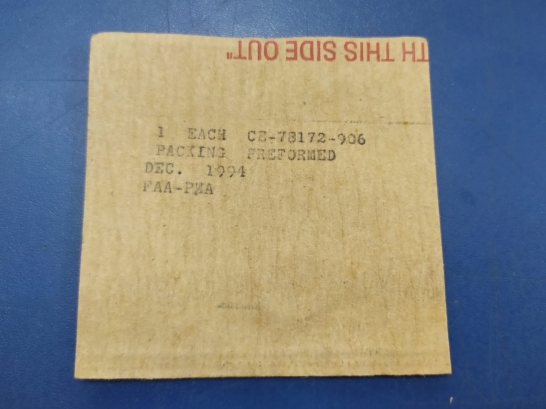 TH THIS SIDE OUT"
1 EACH CE-78172-906
PACKING PREFORMED
DEC. 1994
FAA-PMA